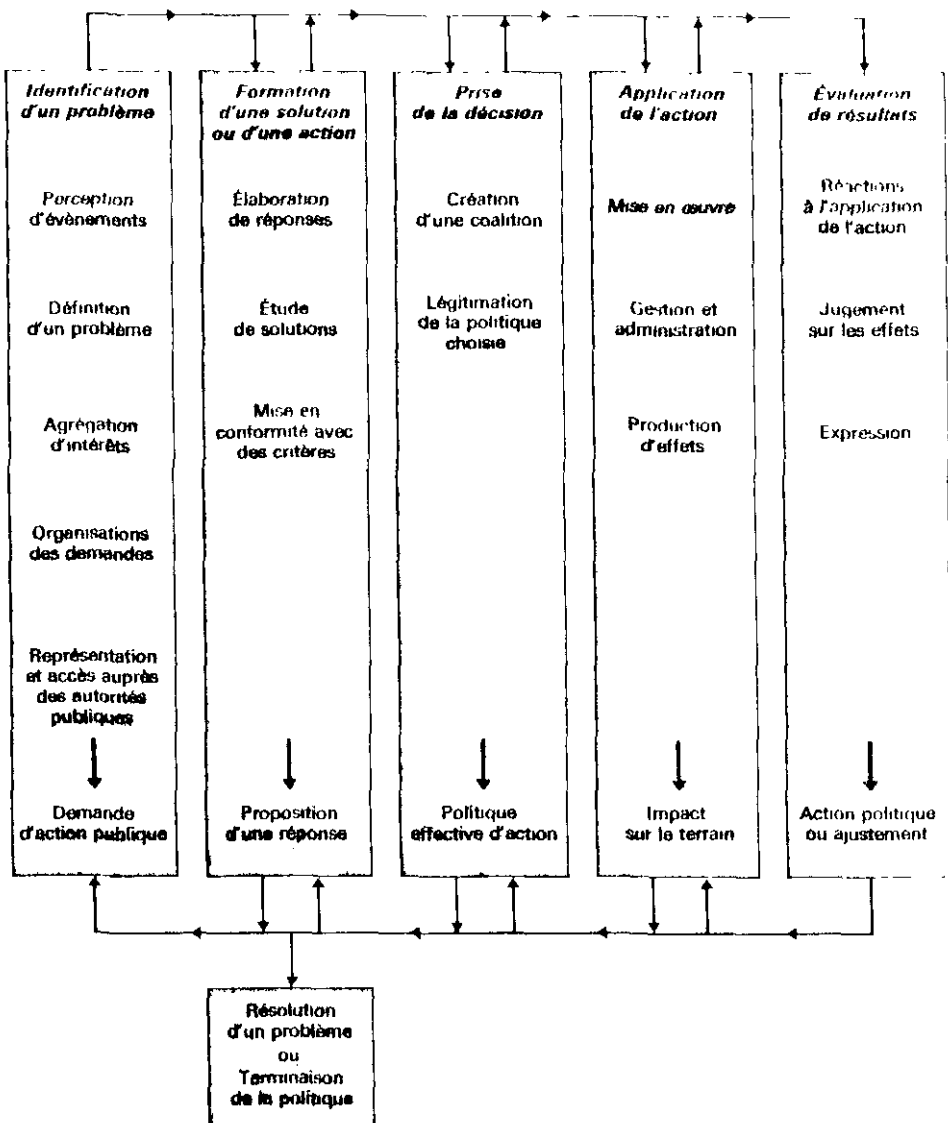 Identification
d'un problème
Perception
d'évènements
Définition
d'un problème
Agrégation
d'intérêts
Organisations
des demandes
Représentation
et accès auprès
des autorités
publiques
Demande
d'action publique
Formation
d'une solution
ou d'une action
Élaboration
de réponses
Étude
de solutions
Mise en
conformité avec
des critères
Proposition
d'une réponse
Prise
de la décision
Création
d'une coalition
Légitimation
de la politique
choisie
Politique
effective d'action
Application
de l'action
Mise en œuvre
Gestion et
administration
Production
d'effets
Impact
sur le terrain
Évaluation
de résultats
Réactions
à l'application
de l'action
Jugement
sur les effets
Expression
Action politique
ou ajustement
Résolution
d'un problème
ou
Terminaison
de la politique